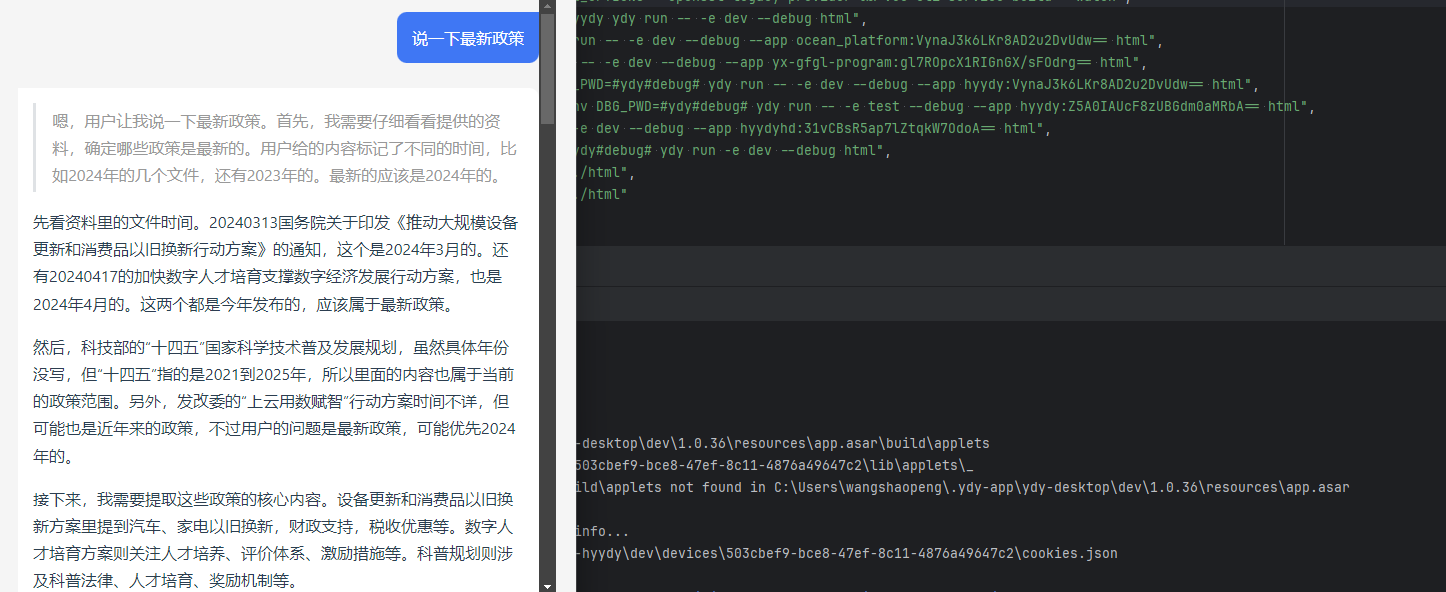 说一下最新政策
嗯，用户让我说一下最新政策。首先，我需要仔细看看提供的资
料，确定哪些政策是最新的。用户给的内容标记了不同的时间，比
如2024年的几个文件，还有2023年的。最新的应该是2024年的。
先看资料里的文件时间。20240313国务院关于印发《推动大规模设备
更新和消费品以旧换新行动方案》的通知，这个是2024年3月的。还
有20240417的加快数字人才培育支撑数字经济发展行动方案，也是
2024年4月的。这两个都是今年发布的，应该属于最新政策。
然后，科技部的“十四五”国家科学技术普及发展规划，虽然具体年份
没写，但“十四五”指的是2021到2025年，所以里面的内容也属于当前
的政策范围。另外，发改委的“上云用数赋智”行动方案时间不详，但
可能也是近年来的政策，不过用户的问题是最新政策，可能优先2024
年的。
接下来，我需要提取这些政策的核心内容。设备更新和消费品以旧换
新方案里提到汽车、家电以旧换新，财政支持，税收优惠等。数字人
才培育方案则关注人才培养、评价体系、激励措施等。科普规划则涉
及科普法律、人才培育、奖励机制等。
yydy ydy run -- -e dev --debug html",
run -- -e dev --debug --app ocean_platform:VynaJ3k6LKr8AD2u2DvUdw== html",
-- -e dev --debug --app yx-gfgl-program:gl7ROpcX1RIGnGX/sFOdrg== html",
_PWD=#ydy#debug# ydy run -- -e dev --debug --app hyydy:VynaJ3k6LKr8AD2u2DvUdw== html",
nv DBG_PWD=#ydy#debug# ydy run -- -e test --debug --app hyydy:Z5A0IAUcF8zUBGdm0aMRbA== html",
-e dev --debug --app hyydyhd:31vCBsR5ap7lZtqkW7OdoA== html",
ydy#debug# ydy run -e dev --debug html",
./html",
./html"
-desktop\dev\1.0.36\resources\app.asar\build\applets
503cbef9-bce8-47ef-8c11-4876a49647c2\lib\applets\_
ild\applets not found in C:\Users\wangshaopeng\.ydy-app\ydy-desktop\dev\1.0.36\resources\app.asar
info...
-hyydy\dev\devices\503cbef9-bce8-47ef-8c11-4876a49647c2\cookies.json